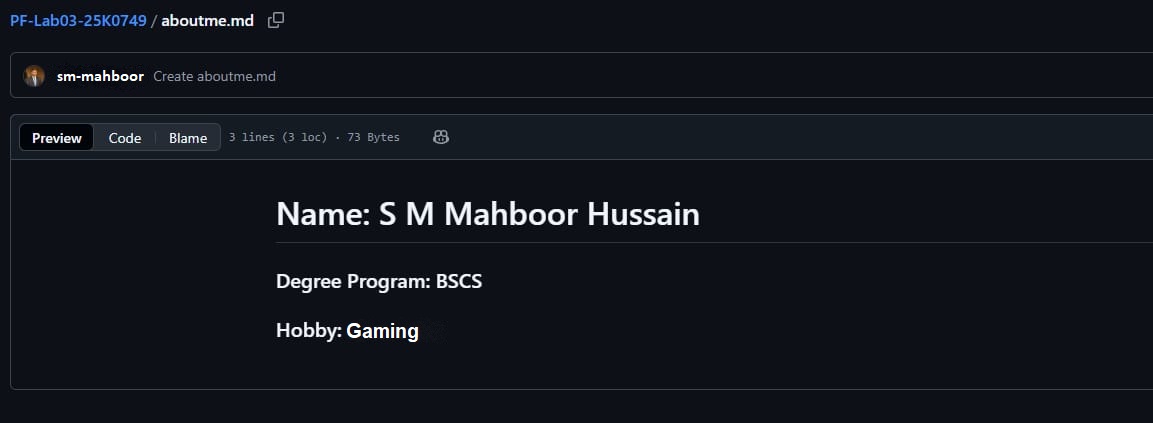 PF-Lab03-25K0749 / aboutme.md
sm-mahboor Create aboutme.md
Preview Code Blame 3 lines (3 loc) · 73 Bytes
Name: S M Mahboor Hussain
Degree Program: BSCS
Hobby: Gaming